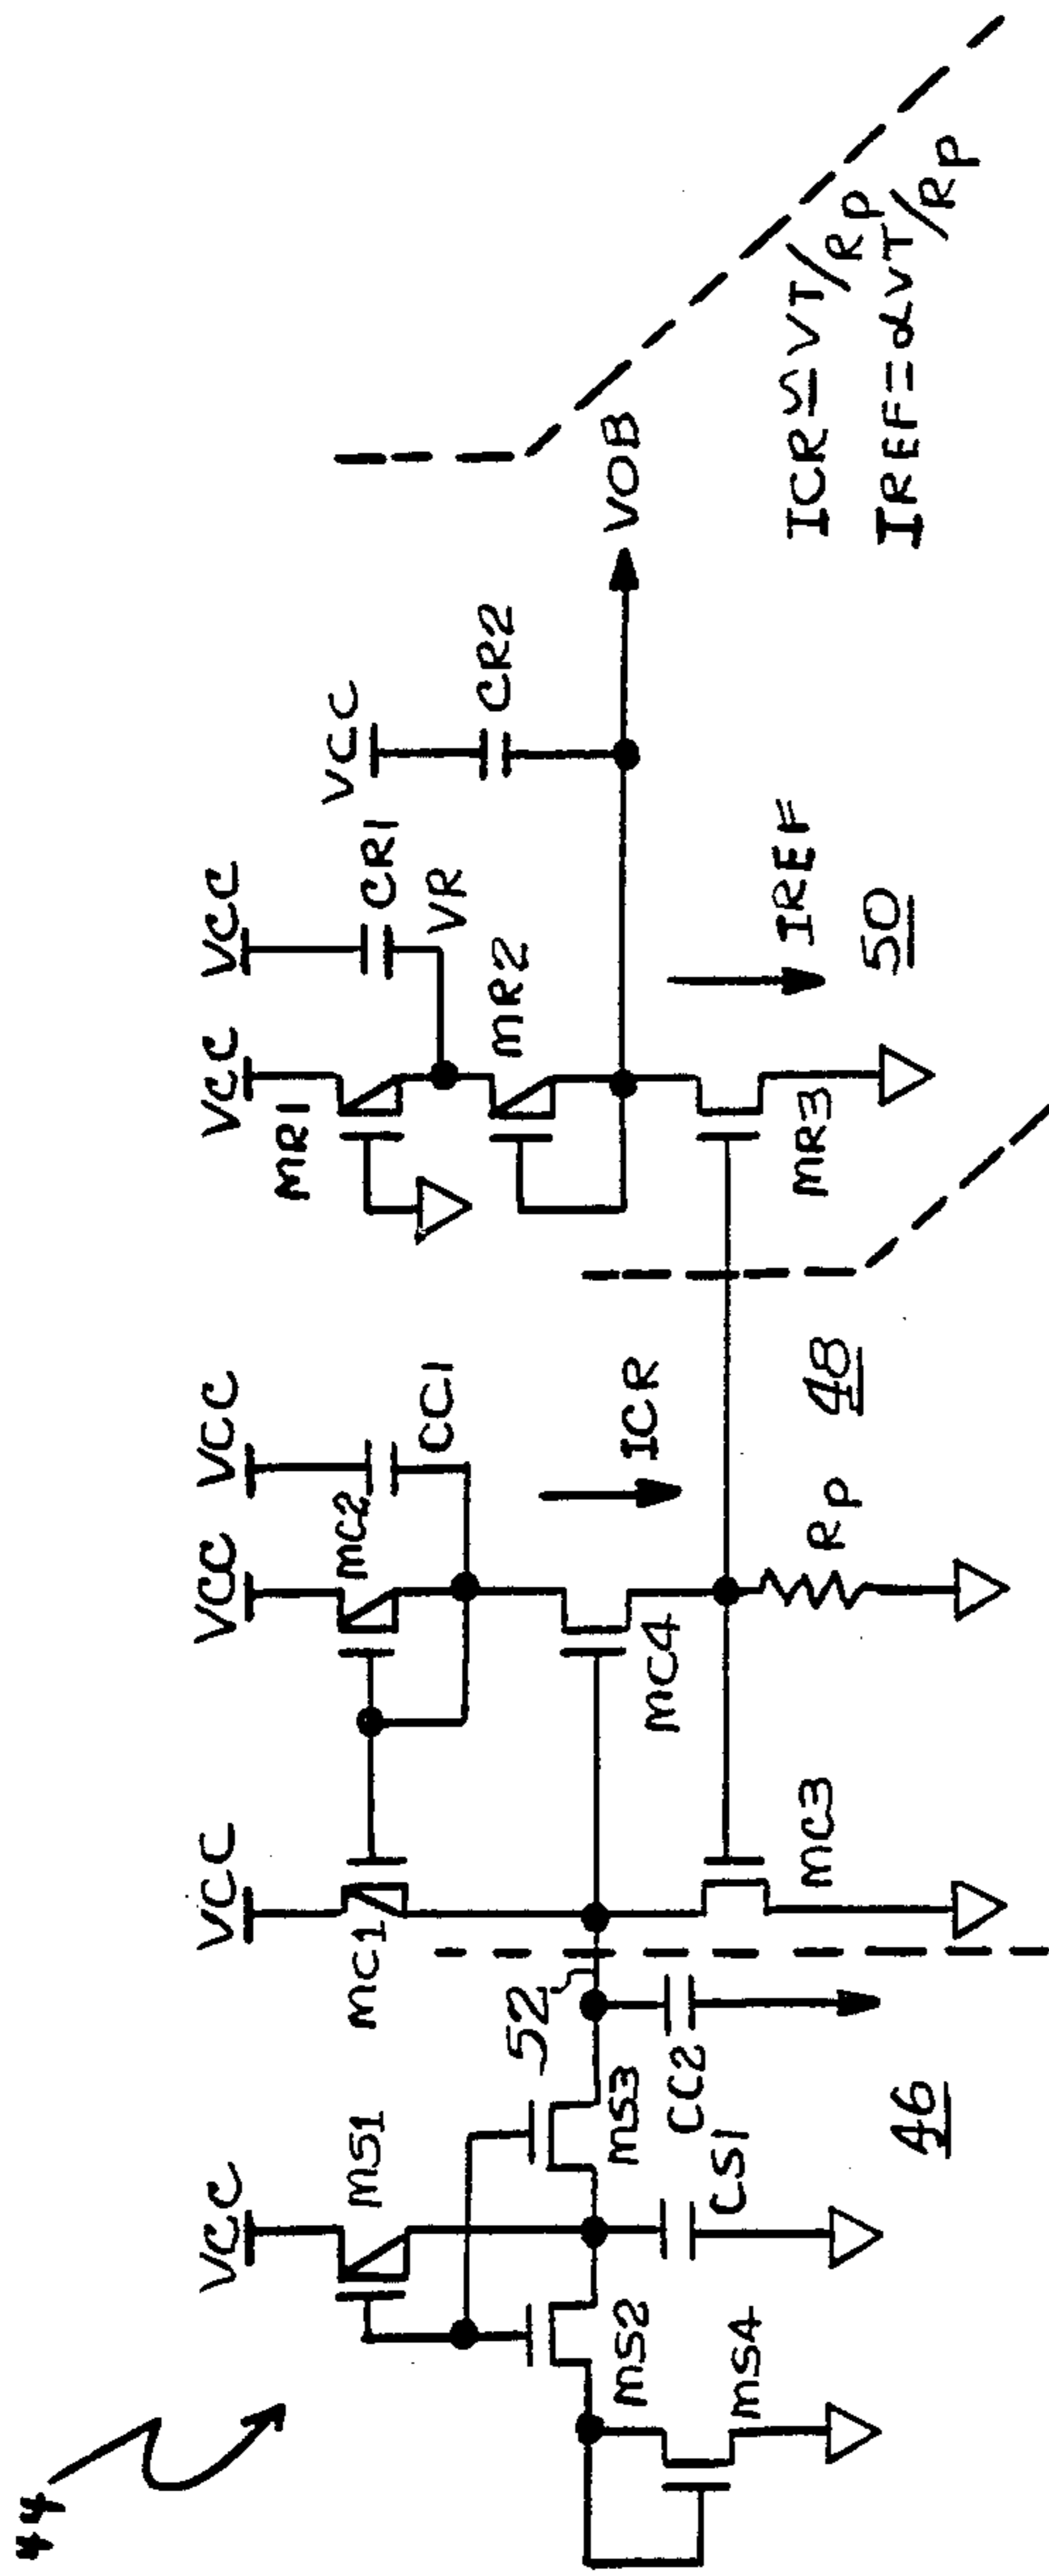 44
VCC
MS1
MS2
MS4
MS3
CS1
CC2
52
46
VCC
MC1
MC3
VCC
MC2
VCC
CC1
MC4
ICR
RP
48
VCC
MR1
VCC
CR1
VR
MR2
MR3
IREF
50
VCC
CR2
VOB
ICR≅VT/RP
IREF=αVT/RP